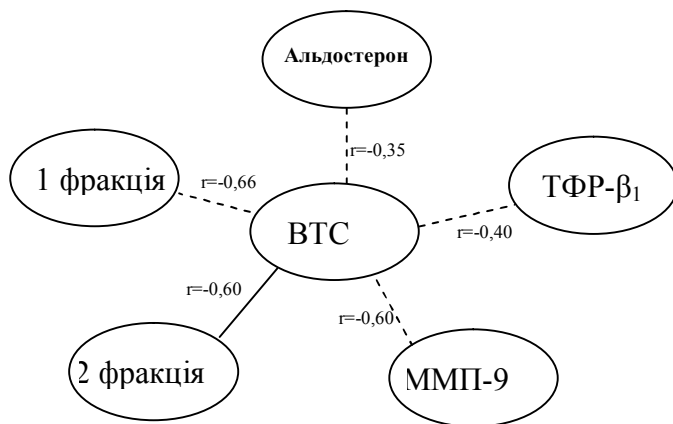 Альдостерон
r=-0,35
1 фракція
r=-0,66
ТФР-β₁
r=-0,40
ВТС
r=-0,60
r=-0,60
2 фракція
ММП-9